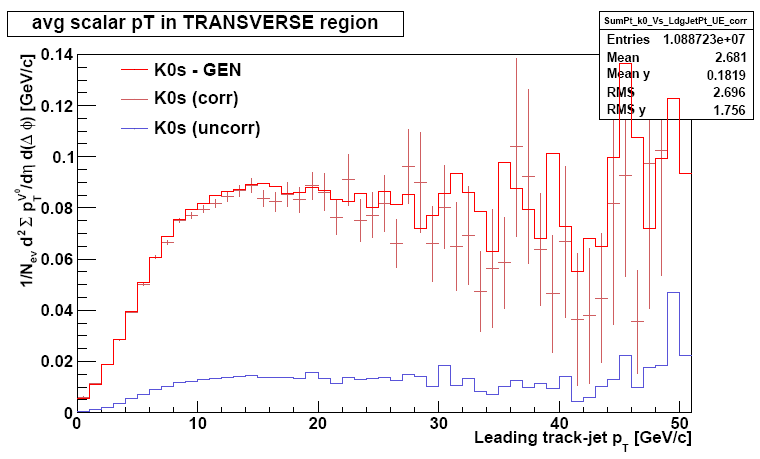 avg scalar pT in TRANSVERSE region
SumPt_k0_Vs_LdgJetPt_UE_corr
Entries 1.088723e+07
Mean 2.681
Mean y 0.1819
RMS 2.696
RMS y 1.756
K0s - GEN
K0s (corr)
K0s (uncorr)
1/N_ev d² Σ p_T^V⁰/dη d(Δ ϕ) [GeV/c]
0.14
0.12
0.1
0.08
0.06
0.04
0.02
0
0 10 20 30 40 50
Leading track-jet p_T [GeV/c]